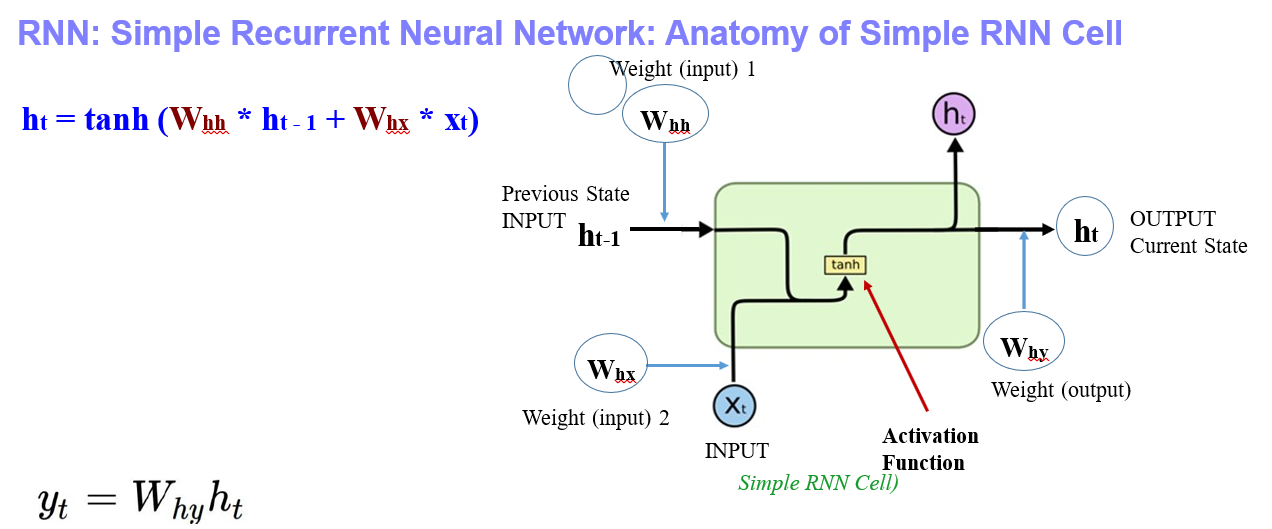 RNN: Simple Recurrent Neural Network: Anatomy of Simple RNN Cell
Weight (input) 1
ht = tanh (Whh * ht - 1 + Whx * xt)
Whh
ht
Previous State
INPUT
ht-1
tanh
ht
OUTPUT
Current State
Whx
Weight (input) 2
Xt
INPUT
Why
Weight (output)
Activation
Function
Simple RNN Cell)
yt = Whyht